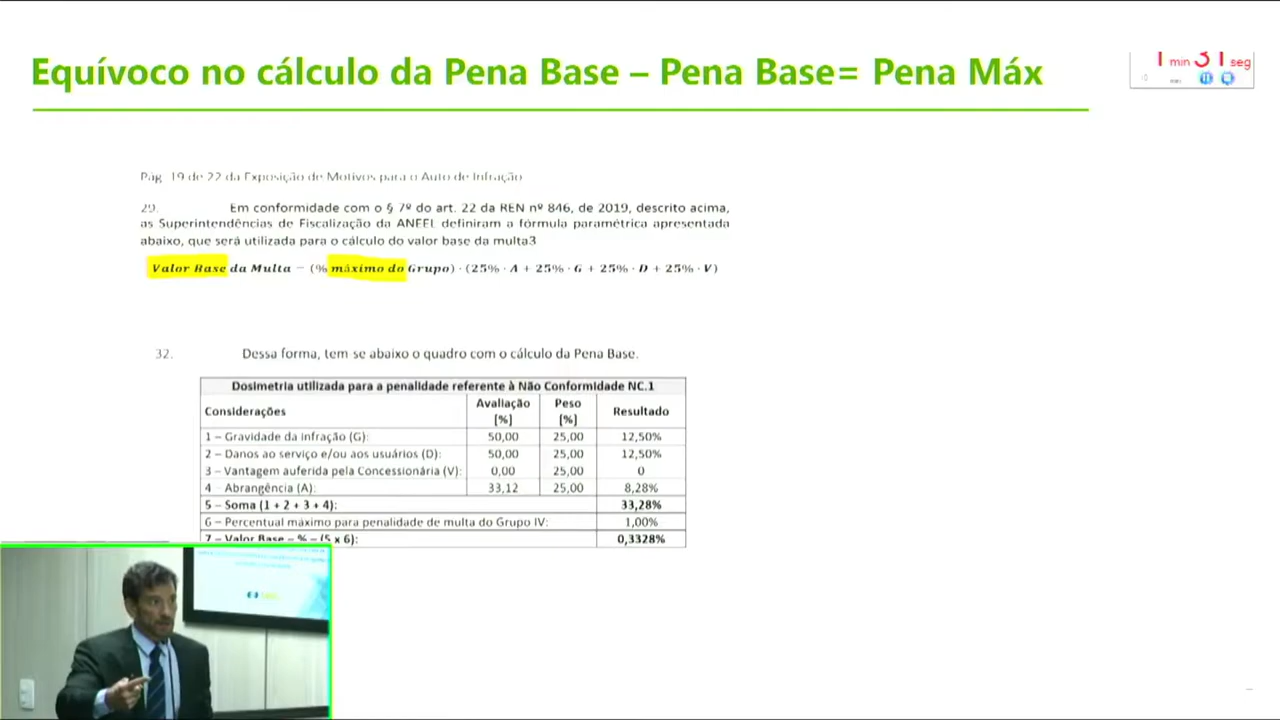 Equívoco no cálculo da Pena Base – Pena Base= Pena Máx
1 min 31 seg
Pág. 19 de 22 da Exposição de Motivos para o Auto de Infração
29. Em conformidade com o § 7º do art. 22 da REN nº 846, de 2019, descrito acima,
as Superintendências de Fiscalização da ANEEL definiram a fórmula paramétrica apresentada
abaixo, que será utilizada para o cálculo do valor base da multa3
Valor Base da Multa = (% máximo do Grupo) · (25% · A + 25% · G + 25% · D + 25% · V)
32. Dessa forma, tem se abaixo o quadro com o cálculo da Pena Base.
Dosimetria utilizada para a penalidade referente à Não Conformidade NC.1
Considerações Avaliação [%] Peso [%] Resultado
1 – Gravidade da infração (G): 50,00 25,00 12,50%
2 – Danos ao serviço e/ou aos usuários (D): 50,00 25,00 12,50%
3 – Vantagem auferida pela Concessionária (V): 0,00 25,00 0
4 – Abrangência (A): 33,12 25,00 8,28%
5 – Soma (1 + 2 + 3 + 4): 33,28%
6 – Percentual máximo para penalidade de multa do Grupo IV: 1,00%
7 – Valor Base – % – (5 x 6): 0,3328%